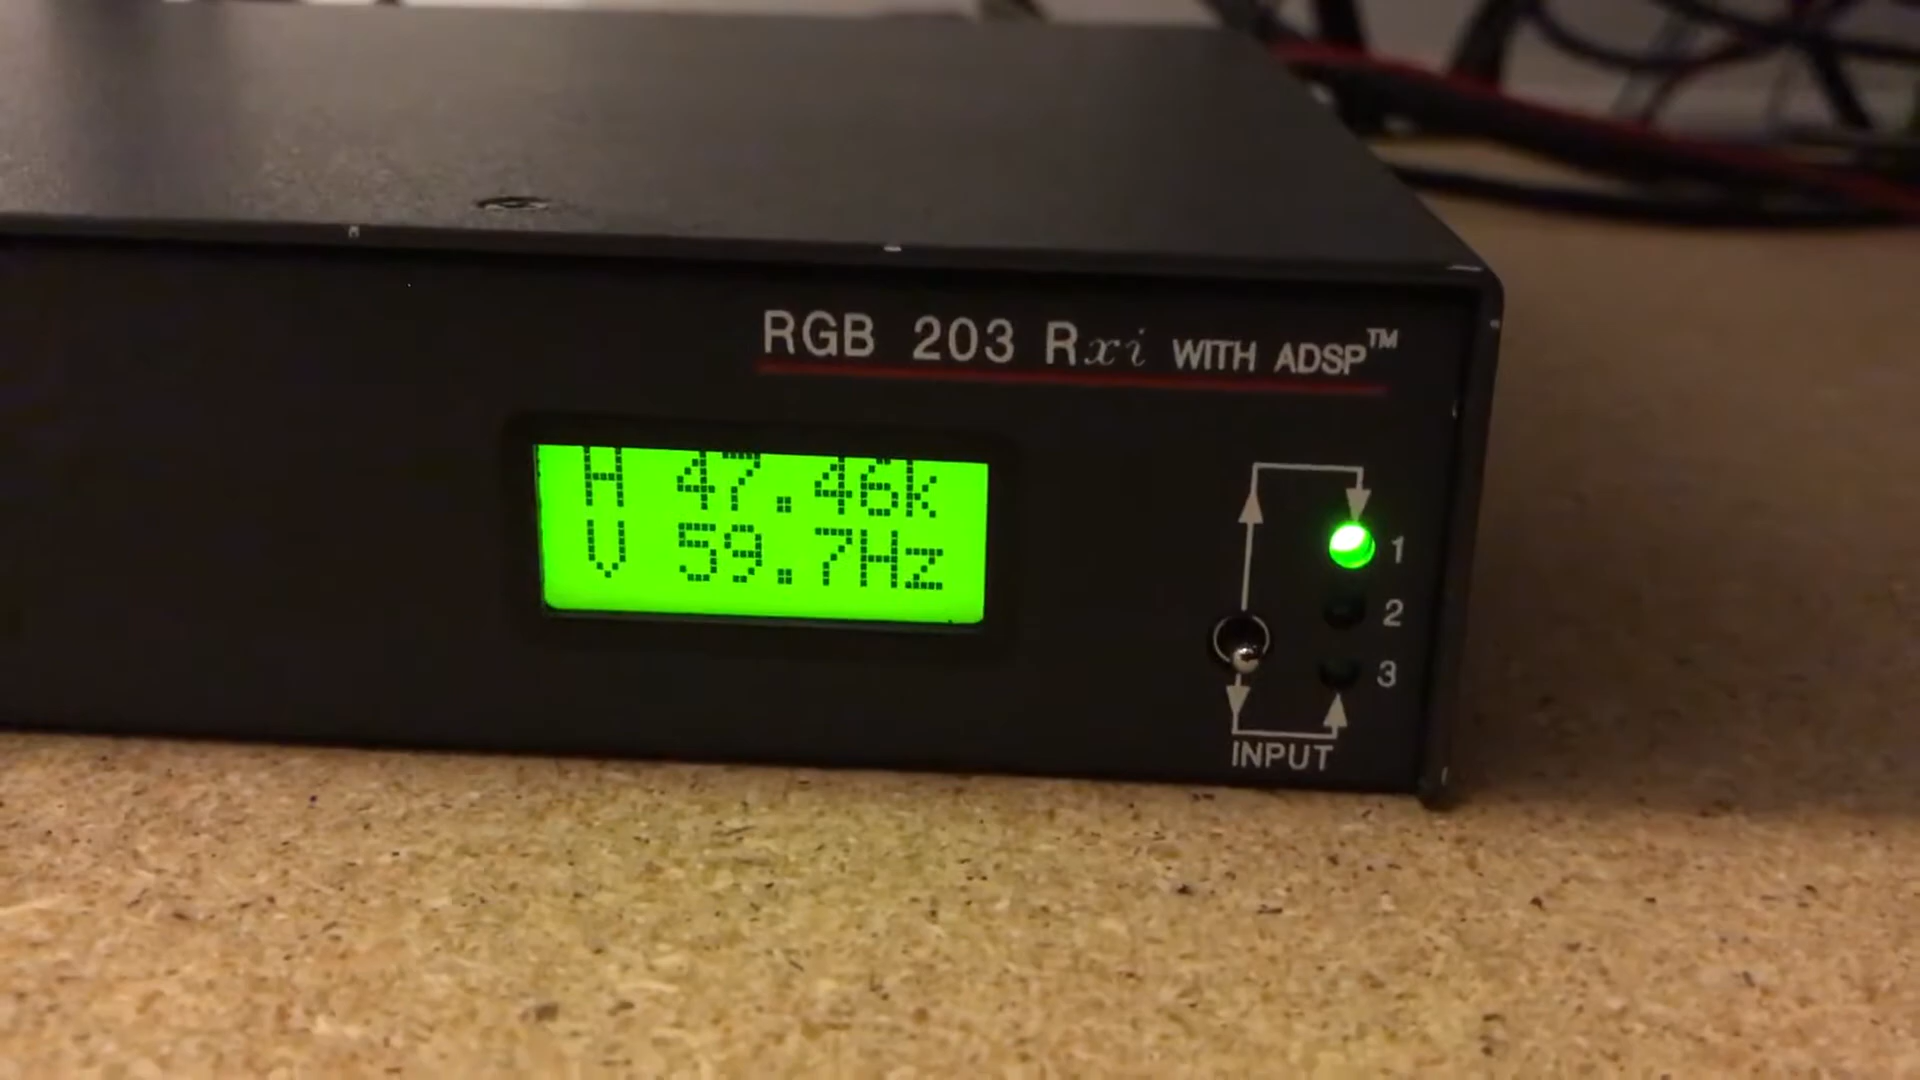 RGB 203 Rxi WITH ADSP™
H 47.46k
V 59.7Hz
1
2
3
INPUT